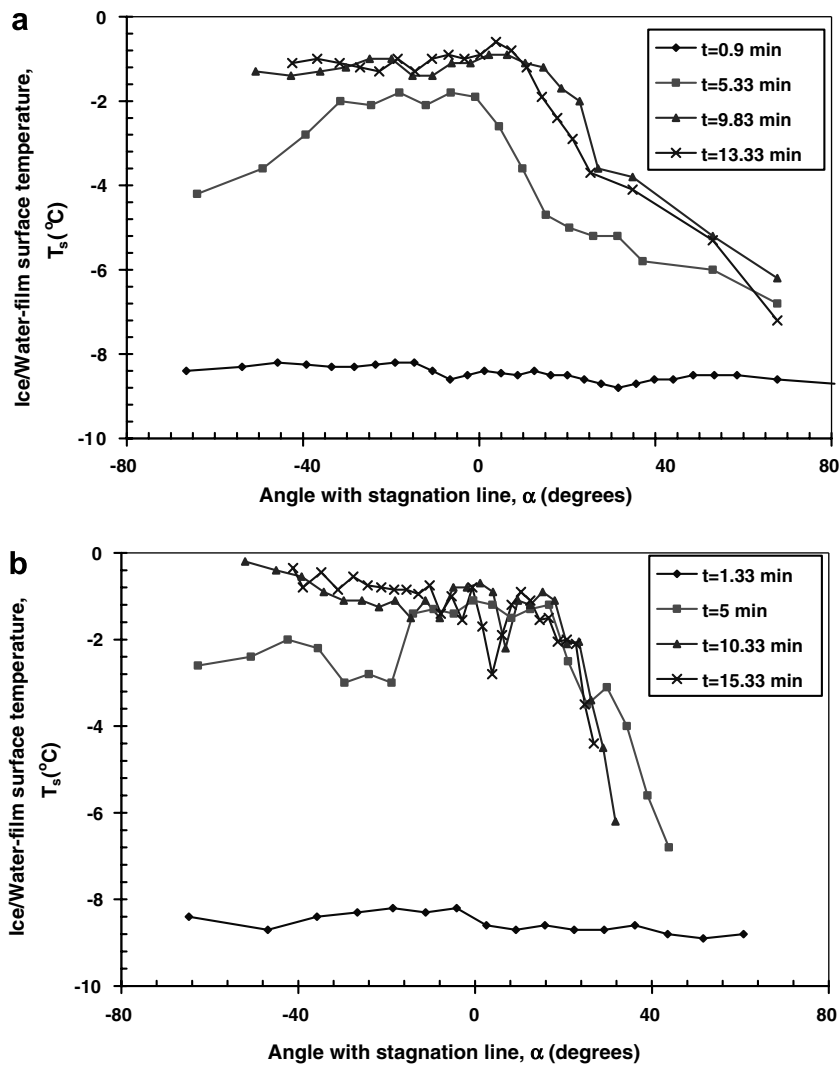 a
0
-2
-4
-6
-8
-10
Ice/Water-film surface temperature,
Ts(°C)
t=0.9 min
t=5.33 min
t=9.83 min
t=13.33 min
-80
-40
0
40
80
Angle with stagnation line, α (degrees)
b
0
-2
-4
-6
-8
-10
Ice/Water-film surface temperature,
Ts(°C)
t=1.33 min
t=5 min
t=10.33 min
t=15.33 min
-80
-40
0
40
80
Angle with stagnation line, α (degrees)